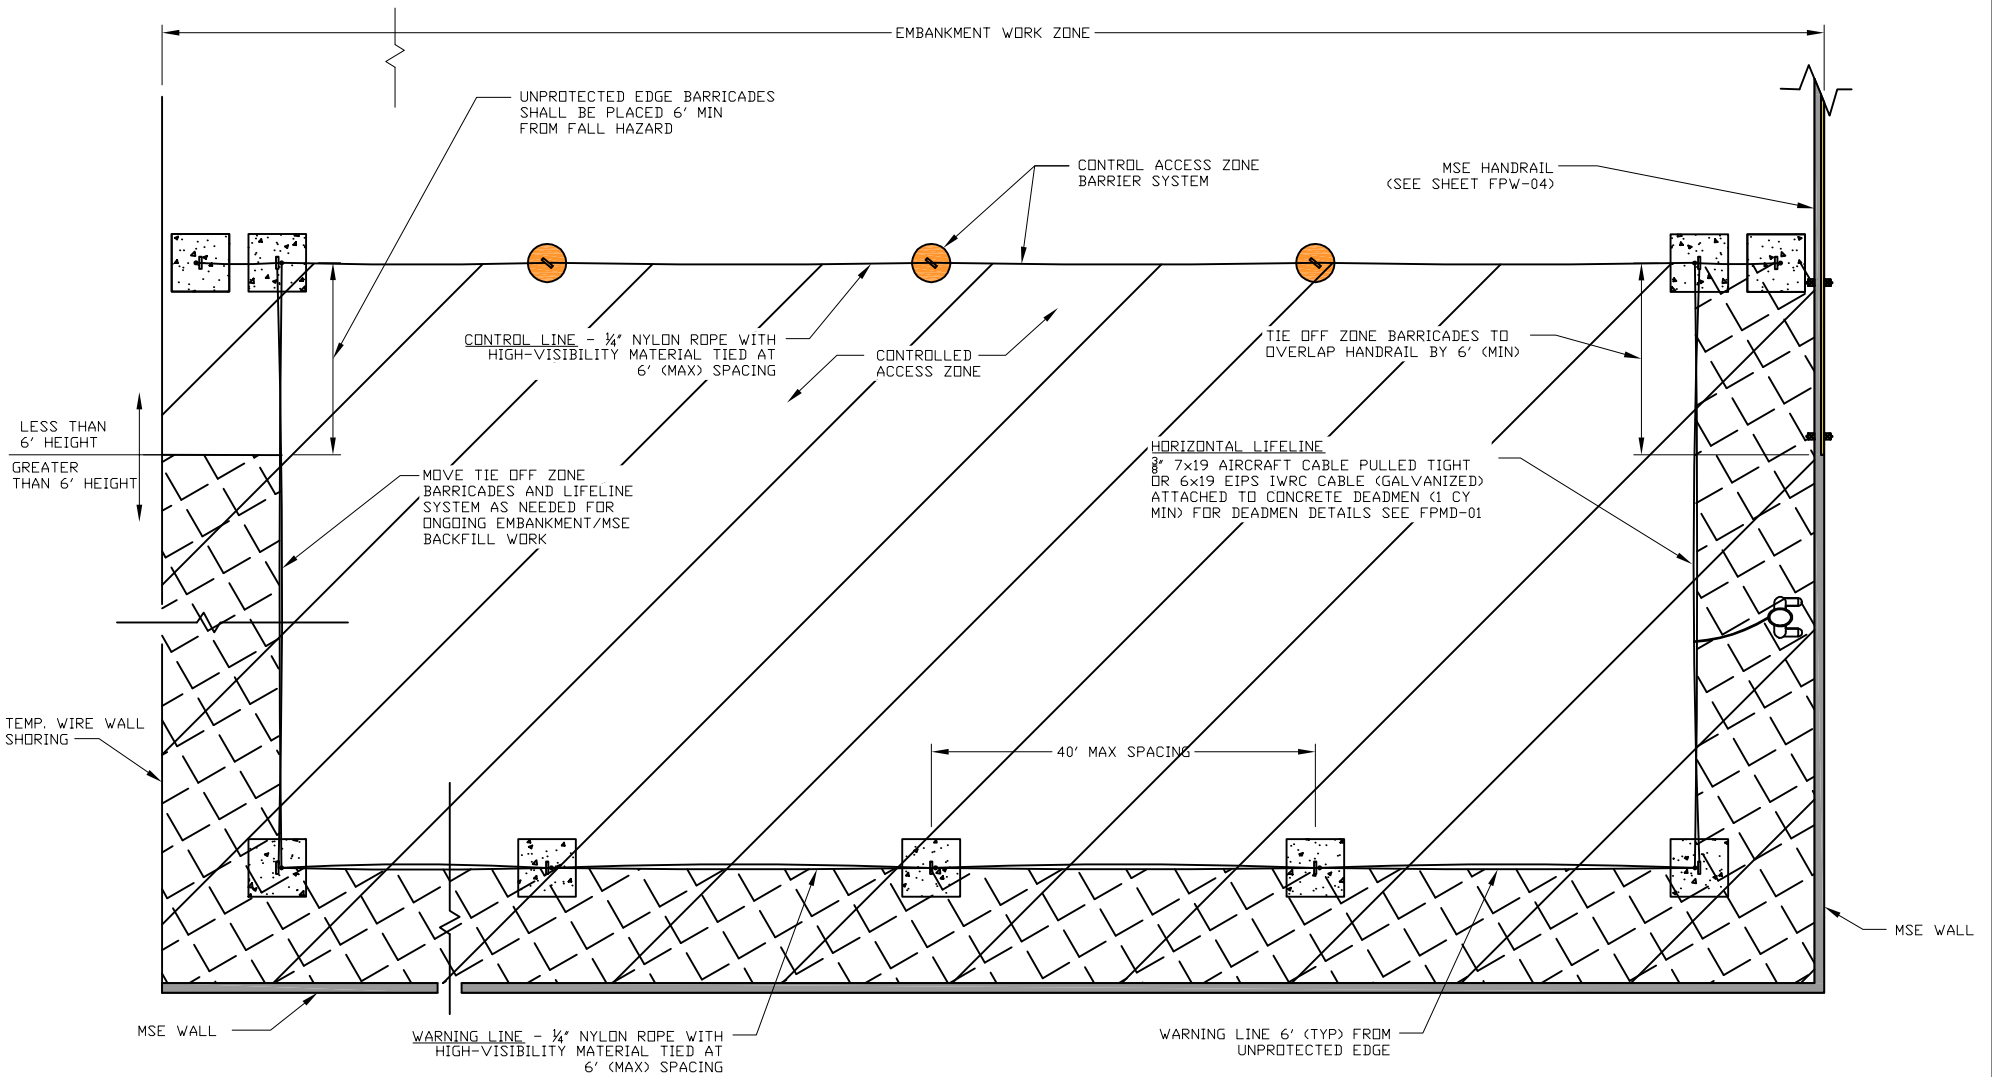 EMBANKMENT WORK ZONE
UNPROTECTED EDGE BARRICADES
SHALL BE PLACED 6' MIN
FROM FALL HAZARD
CONTROL ACCESS ZONE
BARRIER SYSTEM
MSE HANDRAIL
(SEE SHEET FPW-04)
CONTROL LINE - ¼" NYLON ROPE WITH
HIGH-VISIBILITY MATERIAL TIED AT
6' (MAX) SPACING
CONTROLLED
ACCESS ZONE
TIE OFF ZONE BARRICADES TO
OVERLAP HANDRAIL BY 6' (MIN)
LESS THAN
6' HEIGHT
GREATER
THAN 6' HEIGHT
MOVE TIE OFF ZONE
BARRICADES AND LIFELINE
SYSTEM AS NEEDED FOR
ONGOING EMBANKMENT/MSE
BACKFILL WORK
HORIZONTAL LIFELINE
⅜" 7x19 AIRCRAFT CABLE PULLED TIGHT
OR 6x19 EIPS IWRC CABLE (GALVANIZED)
ATTACHED TO CONCRETE DEADMEN (1 CY
MIN) FOR DEADMEN DETAILS SEE FPMD-01
TEMP. WIRE WALL
SHORING
40' MAX SPACING
MSE WALL
MSE WALL
WARNING LINE - ¼" NYLON ROPE WITH
HIGH-VISIBILITY MATERIAL TIED AT
6' (MAX) SPACING
WARNING LINE 6' (TYP) FROM
UNPROTECTED EDGE